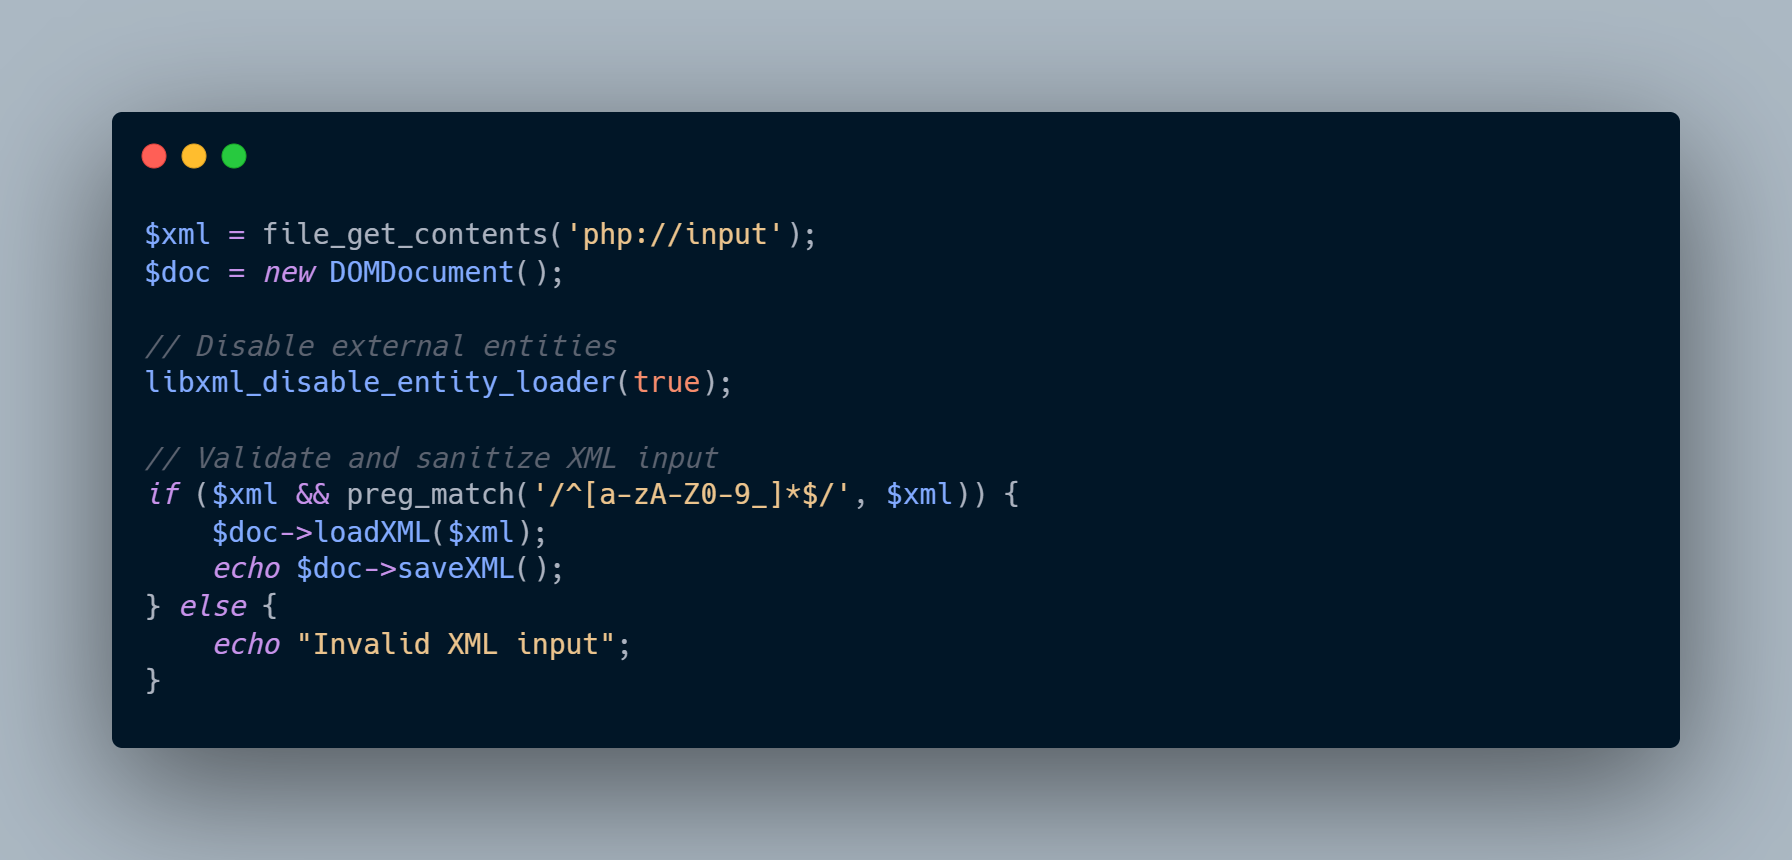 $xml = file_get_contents('php://input');
$doc = new DOMDocument();
// Disable external entities
libxml_disable_entity_loader(true);
// Validate and sanitize XML input
if ($xml && preg_match('/^[a-zA-Z0-9_]*$/', $xml)) {
    $doc->loadXML($xml);
    echo $doc->saveXML();
} else {
    echo "Invalid XML input";
}